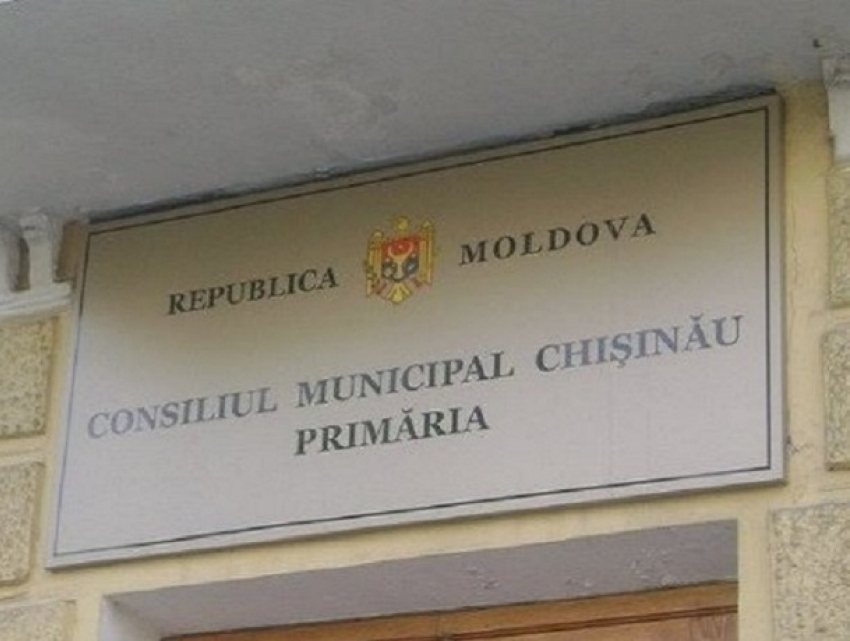 REPUBLICA MOLDOVA
CONSILIUL MUNICIPAL CHIŞINĂU
PRIMĂRIA